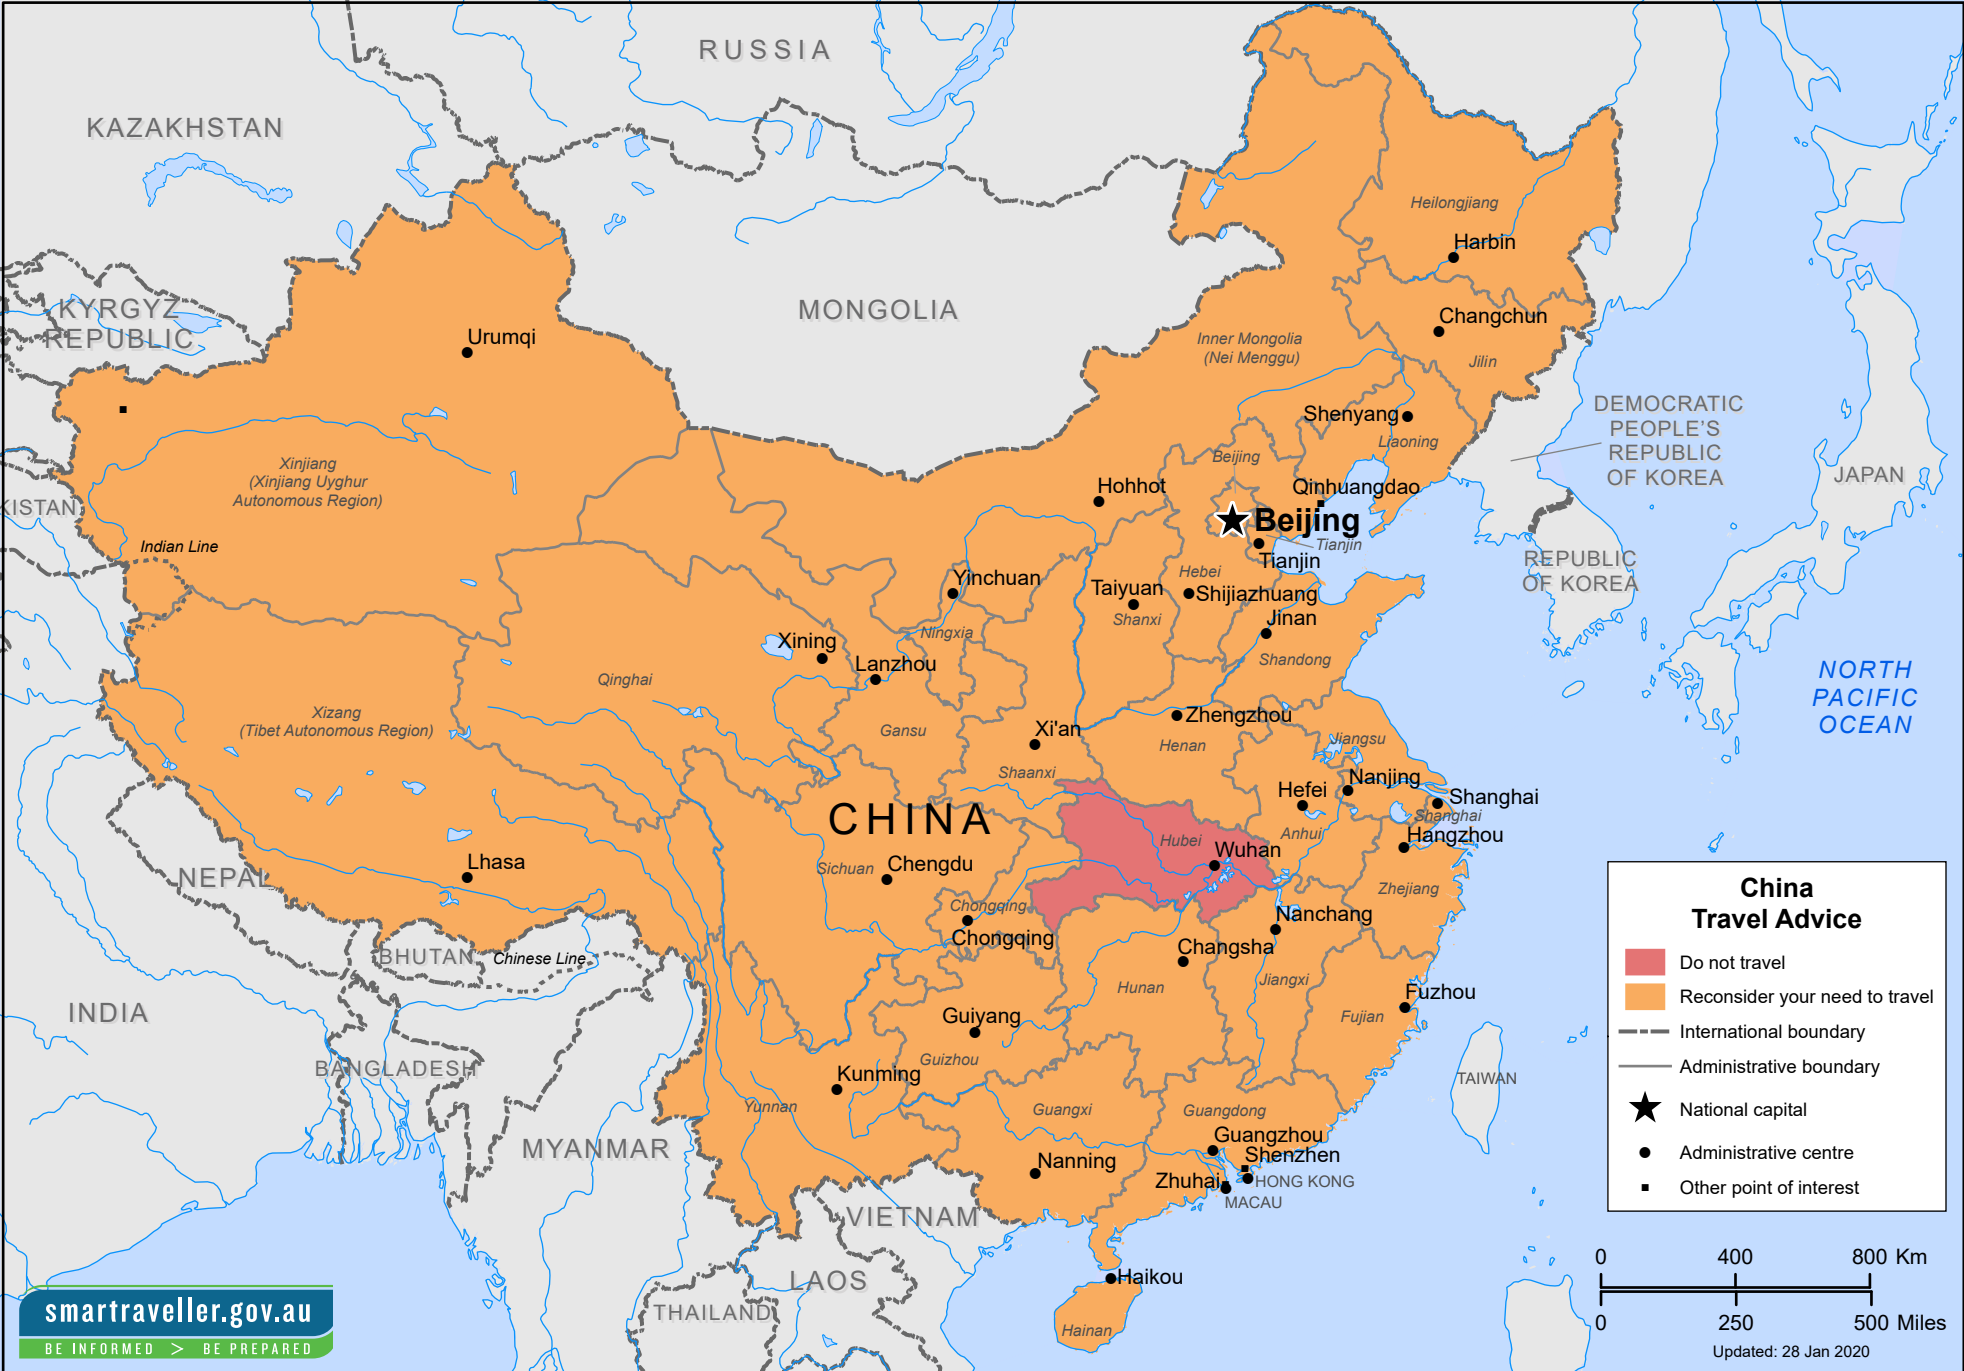 RUSSIA
KAZAKHSTAN
Heilongjiang
Harbin
KYRGYZ
REPUBLIC
MONGOLIA
Changchun
Urumqi
Inner Mongolia
(Nei Menggu)
Jilin
DEMOCRATIC
PEOPLE'S
REPUBLIC
OF KOREA
Shenyang
Liaoning
Beijing
Xinjiang
(Xinjiang Uyghur
Autonomous Region)
Hohhot
Qinhuangdao
JAPAN
KISTAN
Beijing
Indian Line
Tianjin
Tianjin
REPUBLIC
OF KOREA
Yinchuan
Taiyuan
Hebei
Shijiazhuang
Shanxi
Jinan
Ningxia
Xining
Lanzhou
Shandong
Qinghai
NORTH
PACIFIC
OCEAN
Xizang
(Tibet Autonomous Region)
Gansu
Xi'an
Zhengzhou
Henan
Jiangsu
Shaanxi
Nanjing
Hefei
Shanghai
Shanghai
CHINA
Hubei
Anhui
Hangzhou
Wuhan
Lhasa
Sichuan
Chengdu
NEPAL
Zhejiang
Chongqing
Chongqing
Nanchang
Changsha
BHUTAN
Chinese Line
Hunan
Jiangxi
Fuzhou
INDIA
Guiyang
Fujian
Guizhou
BANGLADESH
Kunming
TAIWAN
Yunnan
Guangxi
Guangdong
MYANMAR
Guangzhou
Shenzhen
Nanning
Zhuhai
HONG KONG
MACAU
VIETNAM
LAOS
Haikou
THAILAND
Hainan
China
Travel Advice
Do not travel
Reconsider your need to travel
International boundary
Administrative boundary
National capital
Administrative centre
Other point of interest
0 400 800 Km
0 250 500 Miles
Updated: 28 Jan 2020
smartraveller.gov.au
BE INFORMED > BE PREPARED